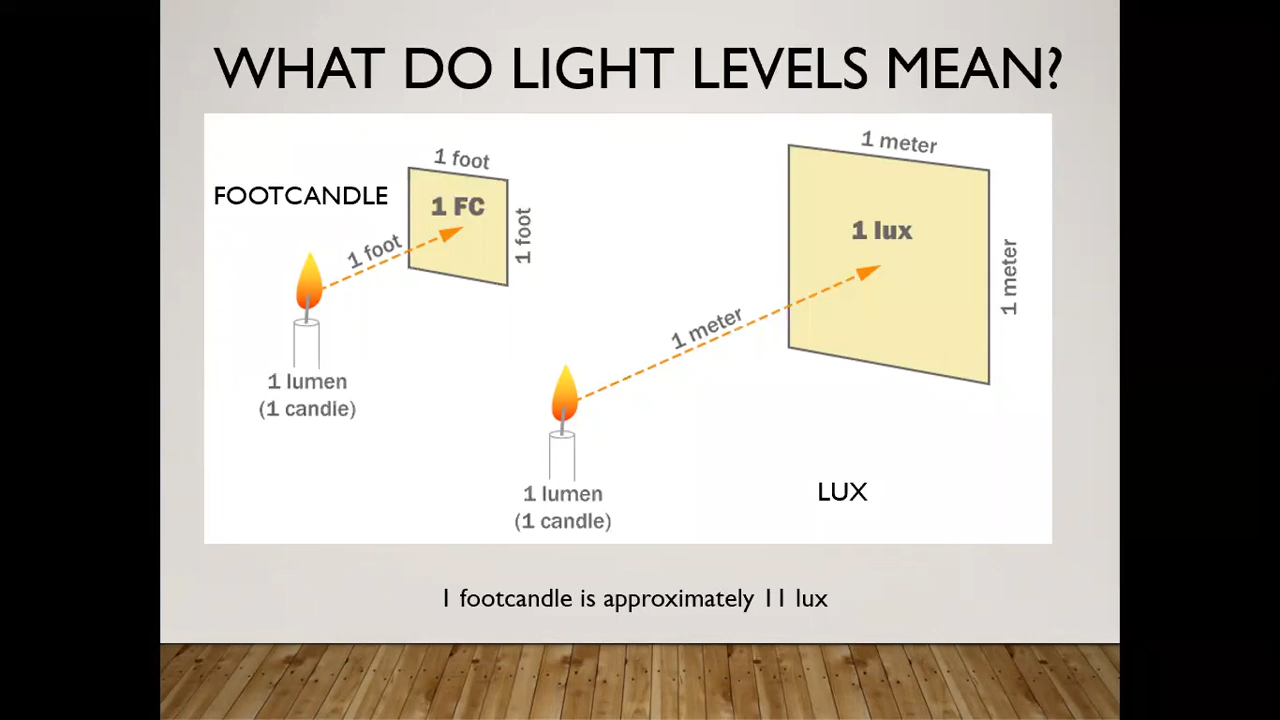 WHAT DO LIGHT LEVELS MEAN?
FOOTCANDLE
1 foot
1 FC
1 foot
1 foot
1 lumen
(1 candle)
1 meter
1 lux
1 meter
1 meter
1 lumen
(1 candle)
LUX
1 footcandle is approximately 11 lux